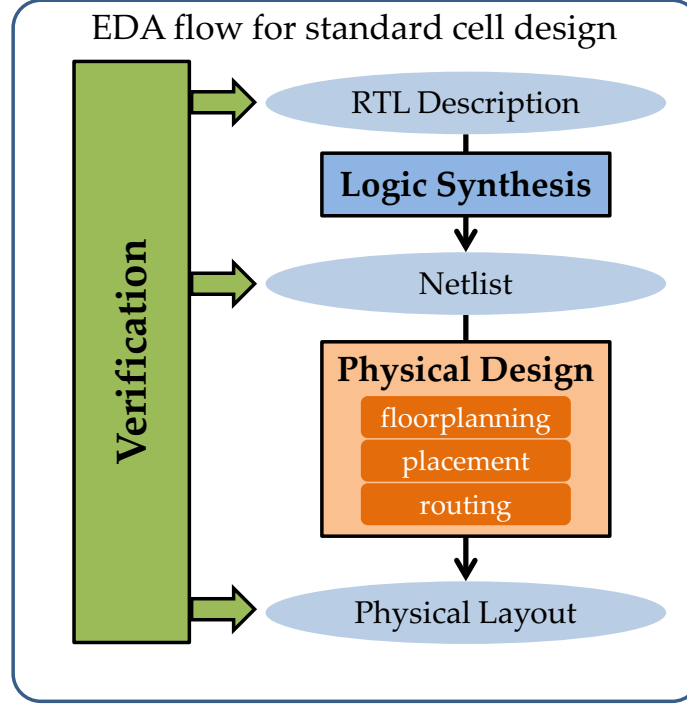 EDA flow for standard cell design
RTL Description
Logic Synthesis
Verification
Netlist
Physical Design
floorplanning
placement
routing
Physical Layout